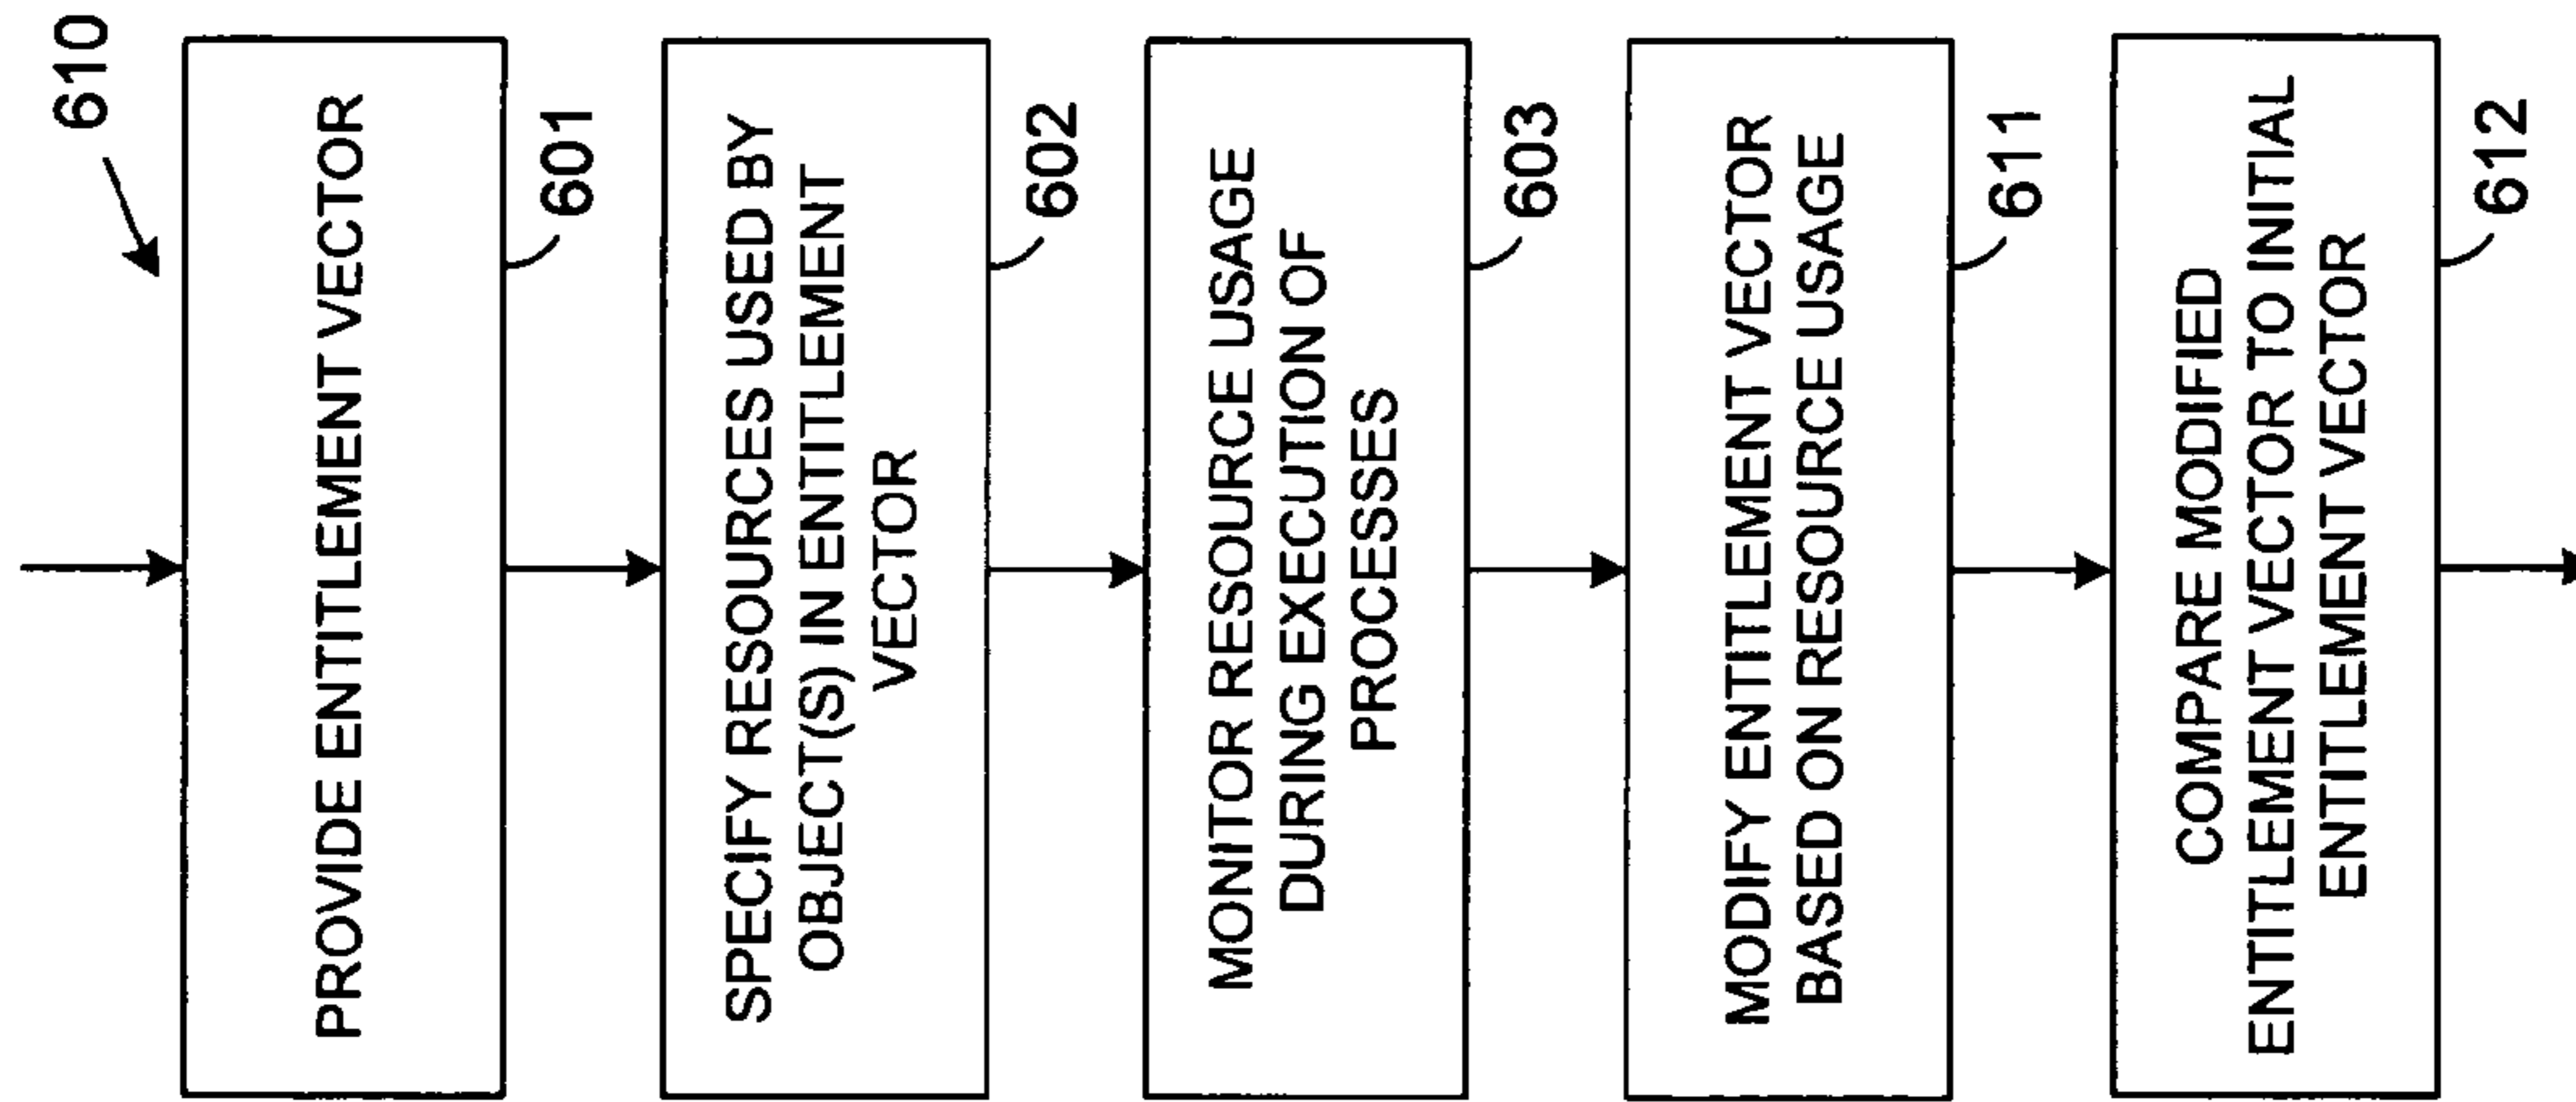 610
PROVIDE ENTITLEMENT VECTOR
601
SPECIFY RESOURCES USED BY
OBJECT(S) IN ENTITLEMENT
VECTOR
602
MONITOR RESOURCE USAGE
DURING EXECUTION OF
PROCESSES
603
MODIFY ENTITLEMENT VECTOR
BASED ON RESOURCE USAGE
611
COMPARE MODIFIED
ENTITLEMENT VECTOR TO INITIAL
ENTITLEMENT VECTOR
612